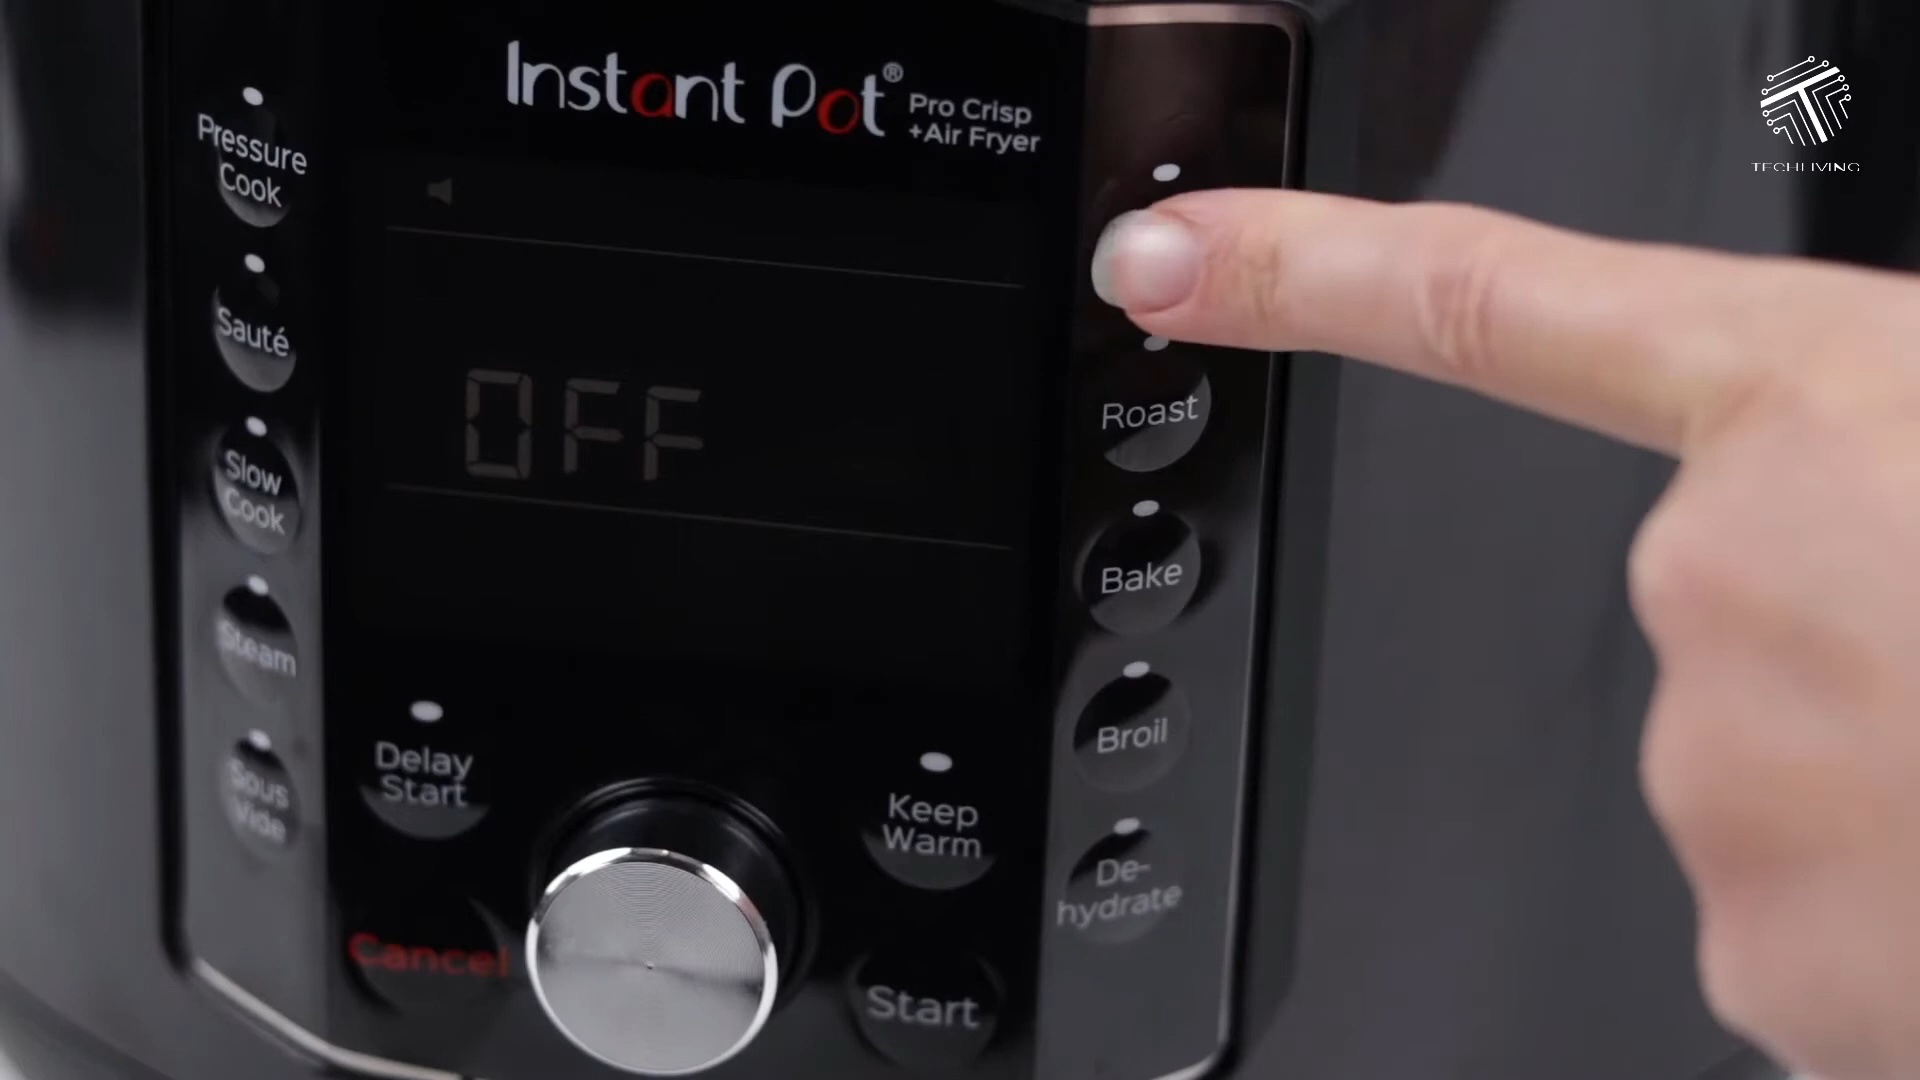 Instant Pot®
Pro Crisp
+Air Fryer
TECHLIVING
Pressure
Cook
Sauté
Slow
Cook
Steam
Sous
Vide
OFF
Delay
Start
Keep
Warm
Cancel
Start
Roast
Bake
Broil
De-
hydrate